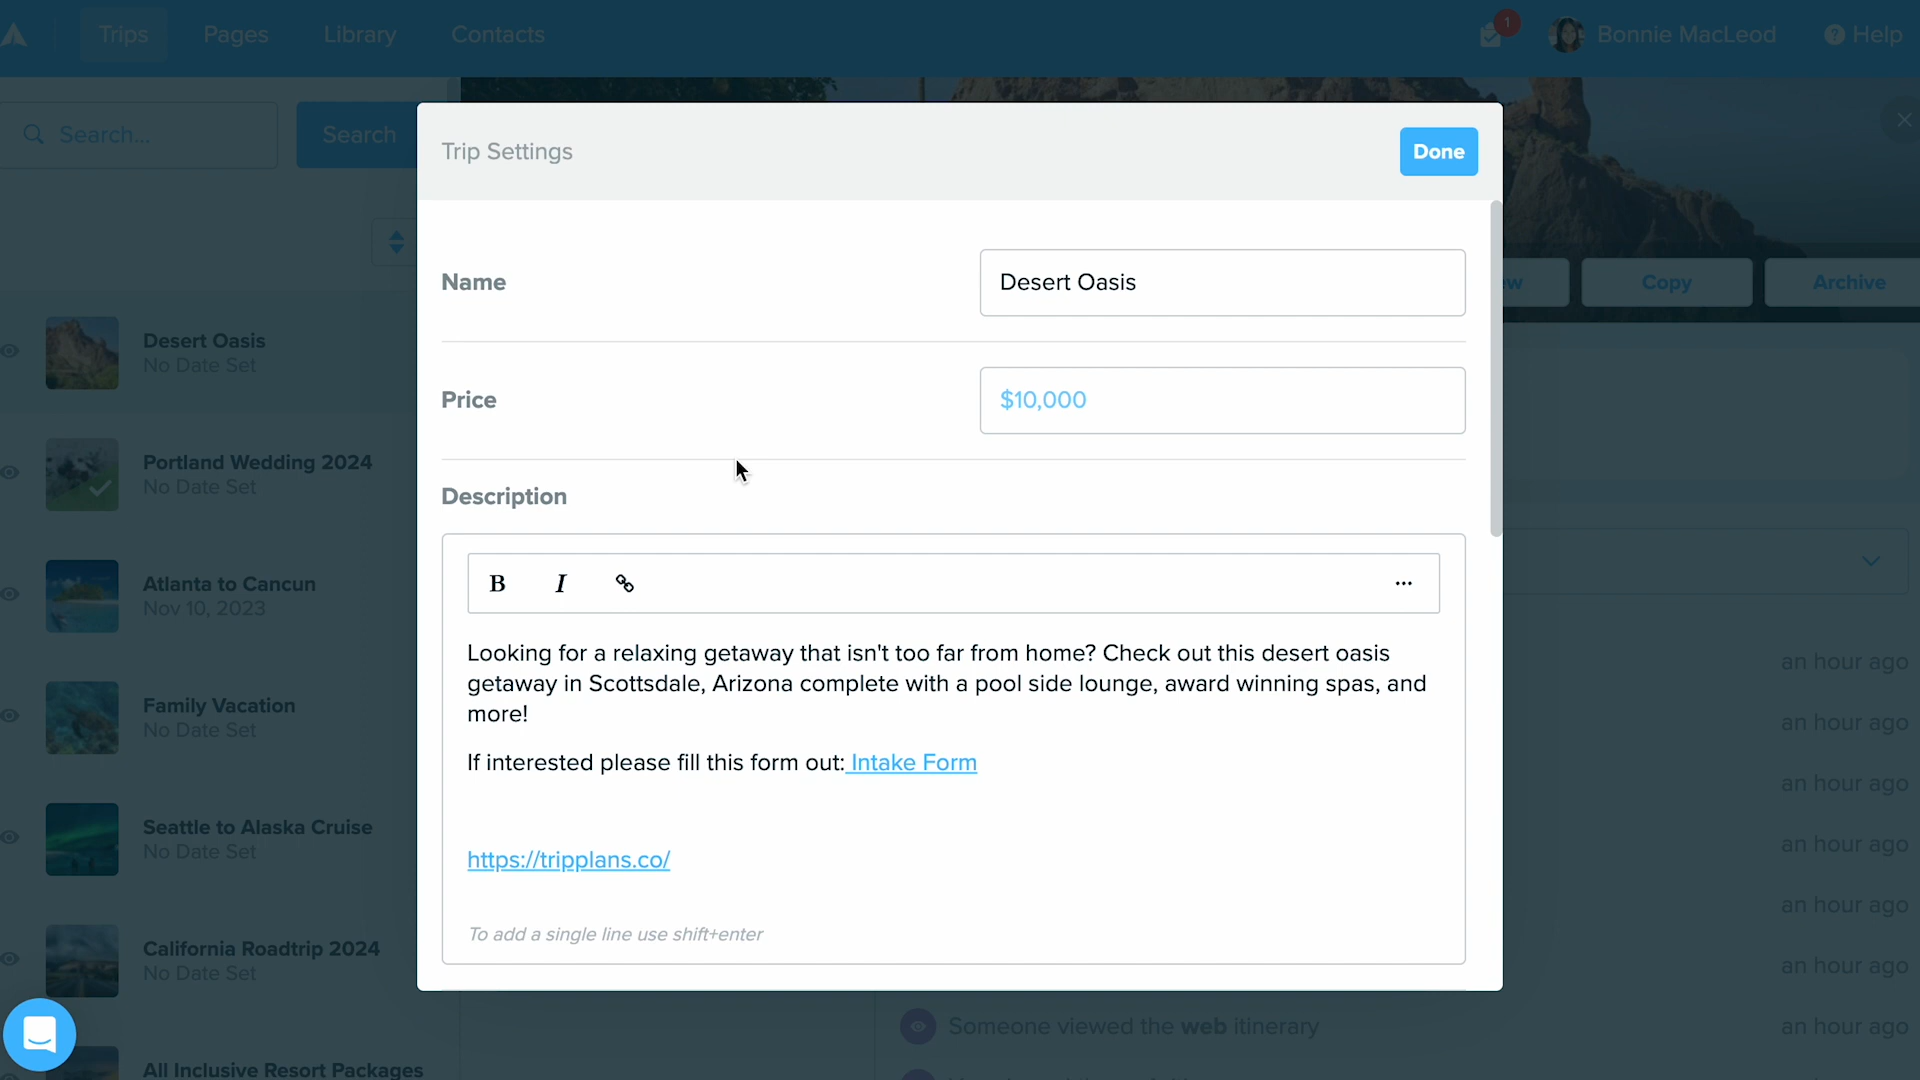 Trips
Pages
Library
Contacts
1
Bonnie MacLeod
? Help
Search...
Search
Trip Settings
Done
Name
Desert Oasis
Price
$10,000
Description
B I ...
Looking for a relaxing getaway that isn't too far from home? Check out this desert oasis
getaway in Scottsdale, Arizona complete with a pool side lounge, award winning spas, and
more!
If interested please fill this form out: Intake Form
https://tripplans.co/
To add a single line use shift+enter
Copy
Archive
Desert Oasis
No Date Set
Portland Wedding 2024
No Date Set
Atlanta to Cancun
Nov 10, 2023
Family Vacation
No Date Set
Seattle to Alaska Cruise
No Date Set
California Roadtrip 2024
No Date Set
All Inclusive Resort Packages
an hour ago
an hour ago
an hour ago
an hour ago
an hour ago
an hour ago
Someone viewed the web itinerary
an hour ago